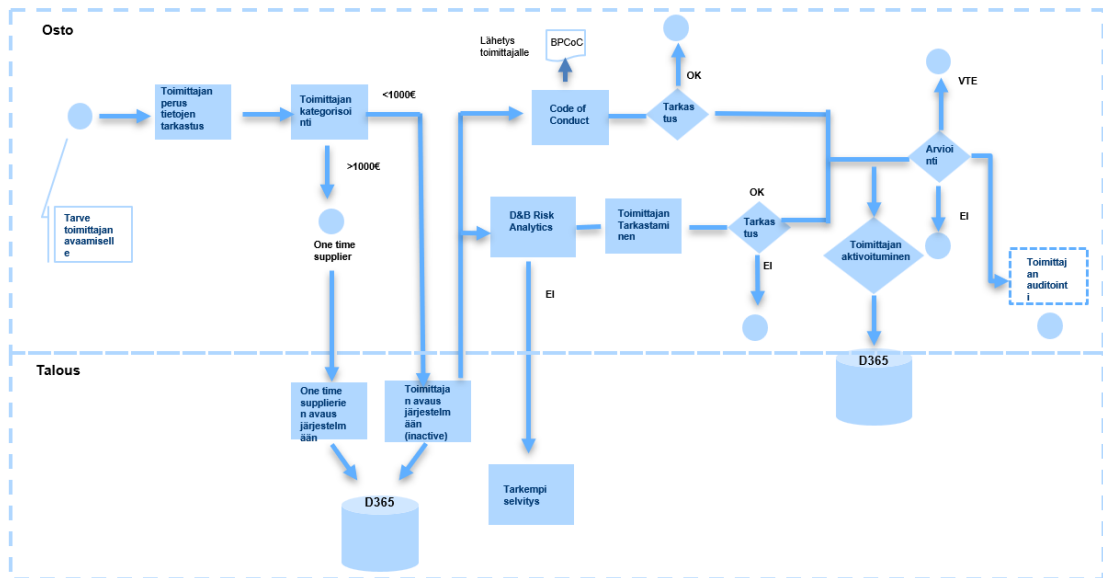 Osto
Lähetys
toimittajalle
BPCoC
OK
VTE
Toimittajan
perus
tietojen
tarkastus
Toimittajan
kategorisoi
nti
<1000€
Code of
Conduct
Tarkas
tus
Arvioi
nti
>1000€
Tarve
toimittajan
avaamisell
e
One time
supplier
D&B Risk
Analytics
Toimittajan
Tarkastami
nen
OK
Tarkas
tus
EI
Toimittajan
aktivoituminen
EI
Toimittaj
an
auditoint
i
EI
Talous
D365
One time
supplierie
n avaus
järjestelm
ään
Toimittaja
n avaus
järjestelm
ään
(inactive)
D365
Tarkempi
selvitys